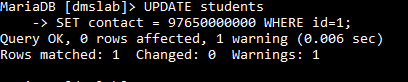 MariaDB [dmslab]> UPDATE students
-> SET contact = 97650000000 WHERE id=1;
Query OK, 0 rows affected, 1 warning (0.006 sec)
Rows matched: 1  Changed: 0  Warnings: 1